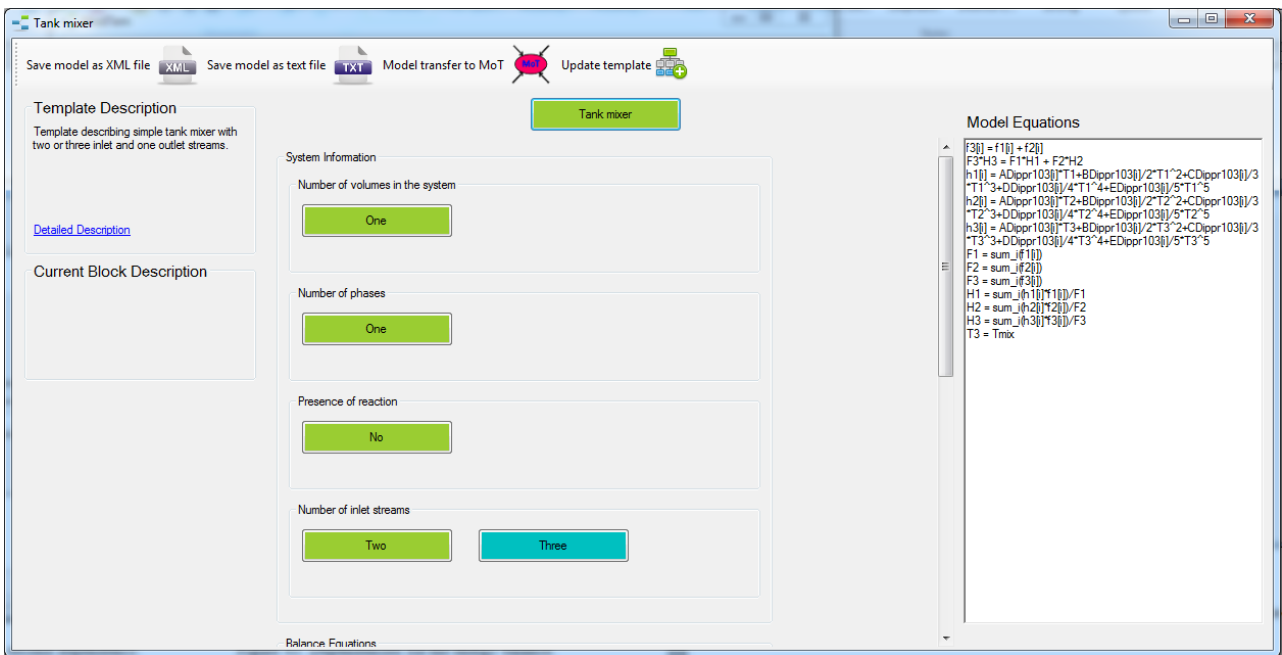 Tank mixer
Save model as XML file XML Save model as text file TXT Model transfer to MoT MoT Update template
Template Description
Template describing simple tank mixer with
two or three inlet and one outlet streams.
Detailed Description
Current Block Description
Tank mixer
System Information
Number of volumes in the system
One
Number of phases
One
Presence of reaction
No
Number of inlet streams
Two Three
Balance Equations
Model Equations
f3[i] = f1[i] + f2[i]
F3*H3 = F1*H1 + F2*H2
h1[i] = ADippr103[i]*T1+BDippr103[i]/2*T1^2+CDippr103[i]/3
*T1^3+DDippr103[i]/4*T1^4+EDippr103[i]/5*T1^5
h2[i] = ADippr103[i]*T2+BDippr103[i]/2*T2^2+CDippr103[i]/3
*T2^3+DDippr103[i]/4*T2^4+EDippr103[i]/5*T2^5
h3[i] = ADippr103[i]*T3+BDippr103[i]/2*T3^2+CDippr103[i]/3
*T3^3+DDippr103[i]/4*T3^4+EDippr103[i]/5*T3^5
F1 = sum_i(f1[i])
F2 = sum_i(f2[i])
F3 = sum_i(f3[i])
H1 = sum_i(h1[i]*f1[i])/F1
H2 = sum_i(h2[i]*f2[i])/F2
H3 = sum_i(h3[i]*f3[i])/F3
T3 = Tmix